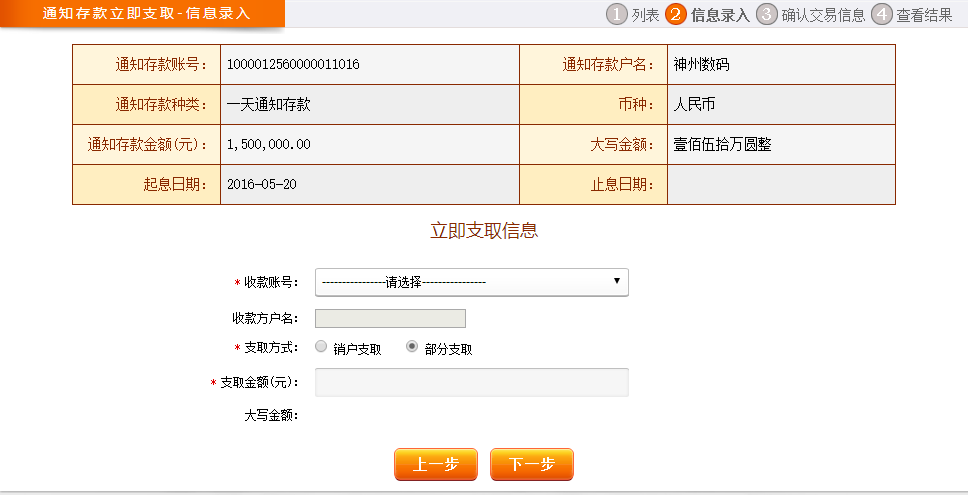 通知存款立即支取-信息录入
1 列表 2 信息录入 3 确认交易信息 4 查看结果
通知存款账号： 1000012560000011016 通知存款户名： 神州数码
通知存款种类： 一天通知存款 币种： 人民币
通知存款金额(元)： 1,500,000.00 大写金额： 壹佰伍拾万圆整
起息日期： 2016-05-20 止息日期：
立即支取信息
* 收款账号： ----------------请选择----------------
收款方户名：
* 支取方式： 销户支取 部分支取
* 支取金额(元)：
大写金额：
上一步 下一步